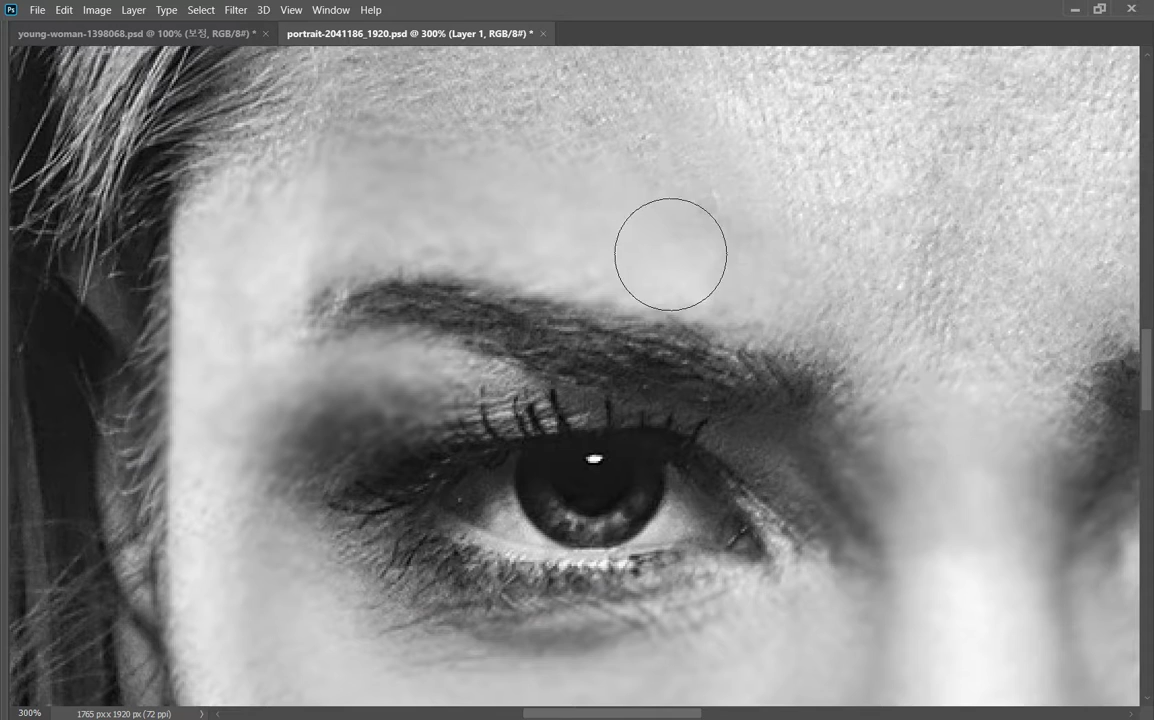 Ps File Edit Image Layer Type Select Filter 3D View Window Help
young-woman-1398068.psd @ 100% (보정, RGB/8#) * × portrait-2041186_1920.psd @ 300% (Layer 1, RGB/8#) * ×
300% 1765 px x 1920 px (72 ppi)